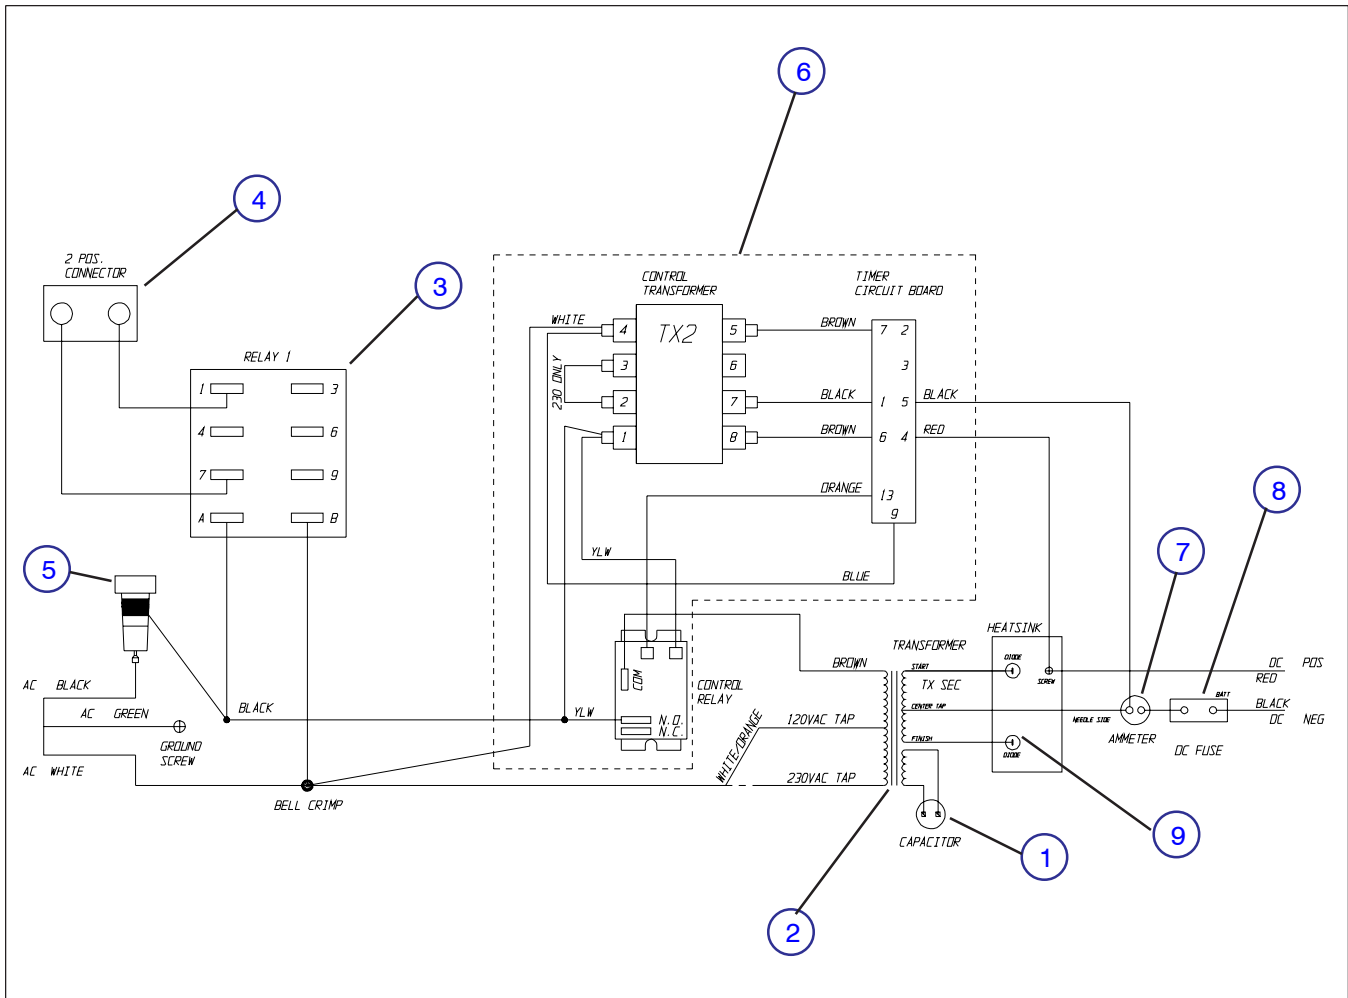 6
4
2 POS.
CONNECTOR
3
CONTROL
TRANSFORMER
TIMER
CIRCUIT BOARD
WHITE
4
TX2
5
BROWN
7 2
RELAY 1
230 ONLY
3
6
3
1
3
2
7
BLACK
1 5
BLACK
4
6
1
8
BROWN
6 4
RED
7
9
ORANGE
13
8
A
B
9
5
YLW
BLUE
7
HEATSINK
TRANSFORMER
BROWN
START
DIODE
DC POS
TX SEC
SCREW
RED
AC BLACK
COM
CONTROL
RELAY
BATT
BLACK
AC GREEN
BLACK
YLW
N.O.
N.C.
120VAC TAP
CENTER TAP
NEEDLE SIDE
DC NEG
GROUND
SCREW
WHITE/ORANGE
FINISH
DIODE
AMMETER
DC FUSE
AC WHITE
230VAC TAP
BELL CRIMP
CAPACITOR
9
1
2